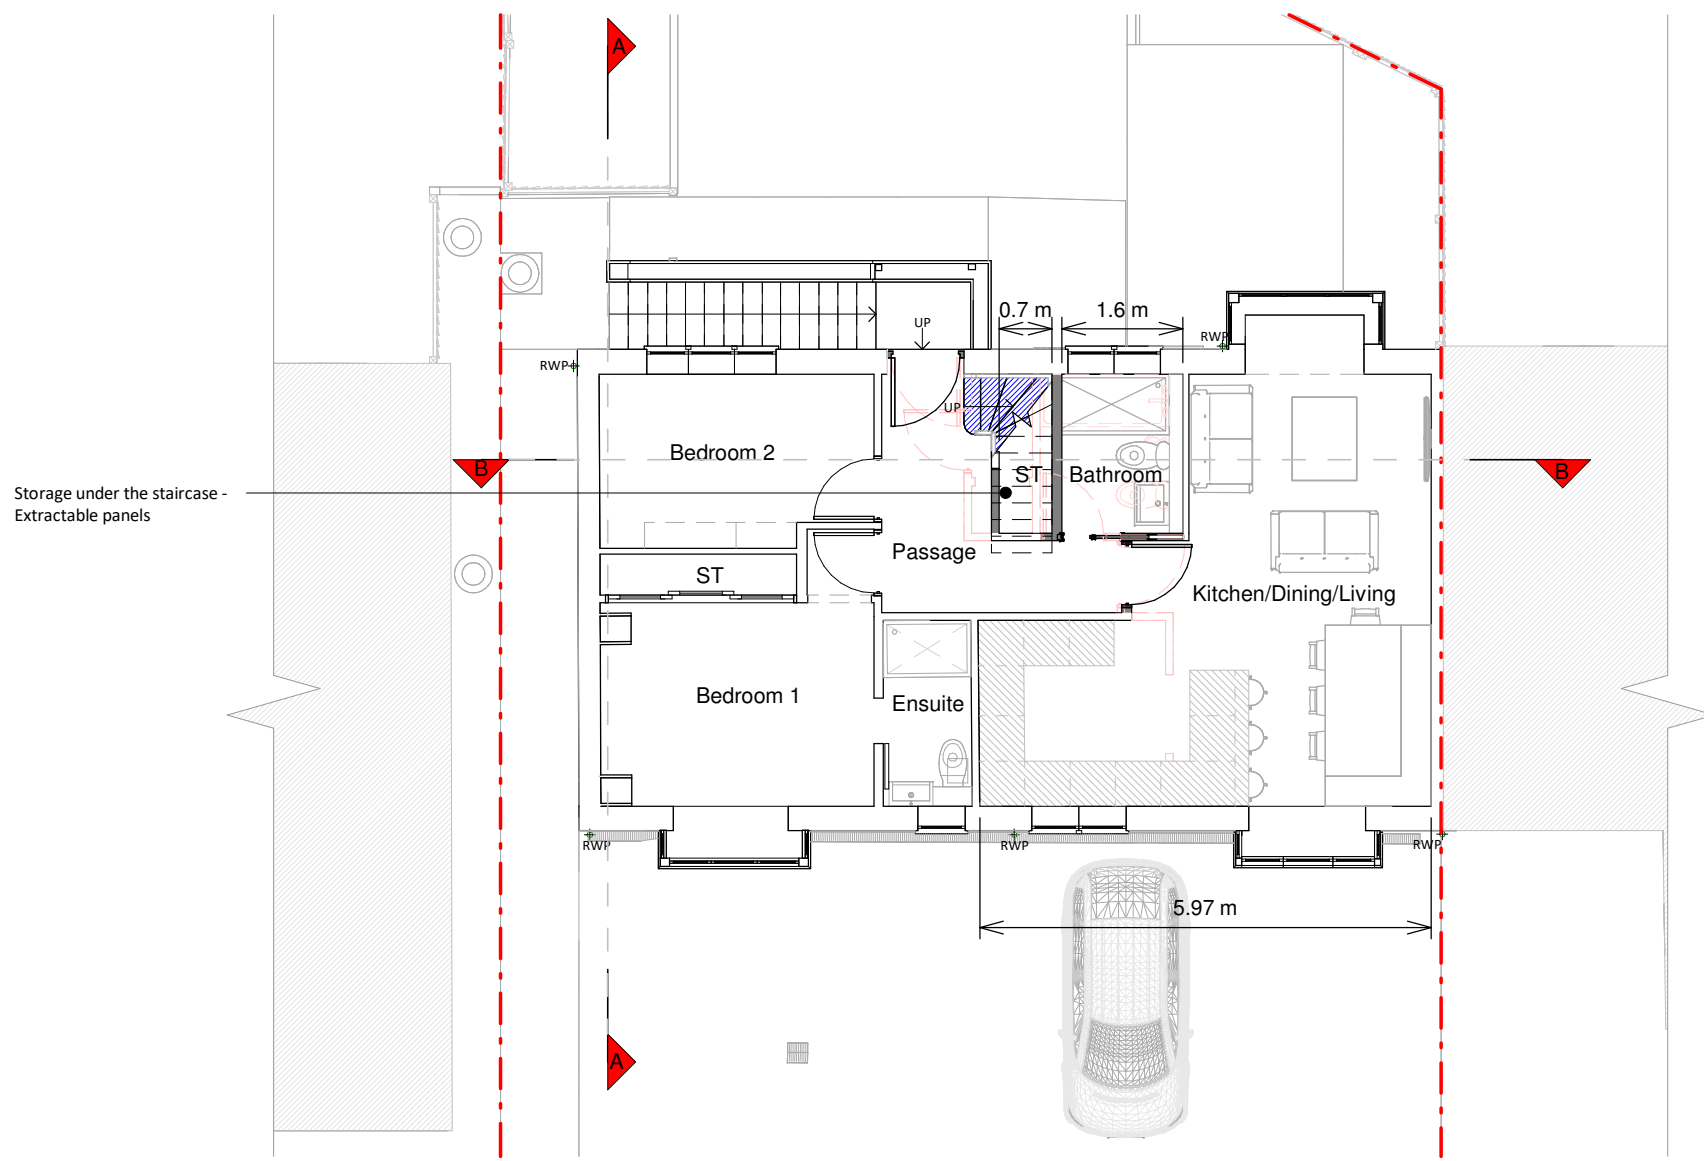 A
0.7 m
1.6 m
UP
RWP
RWP
UP
Bedroom 2
B
ST
Bathroom
B
Storage under the staircase -
Extractable panels
Passage
ST
Kitchen/Dining/Living
Bedroom 1
Ensuite
RWP
RWP
RWP
5.97 m
A